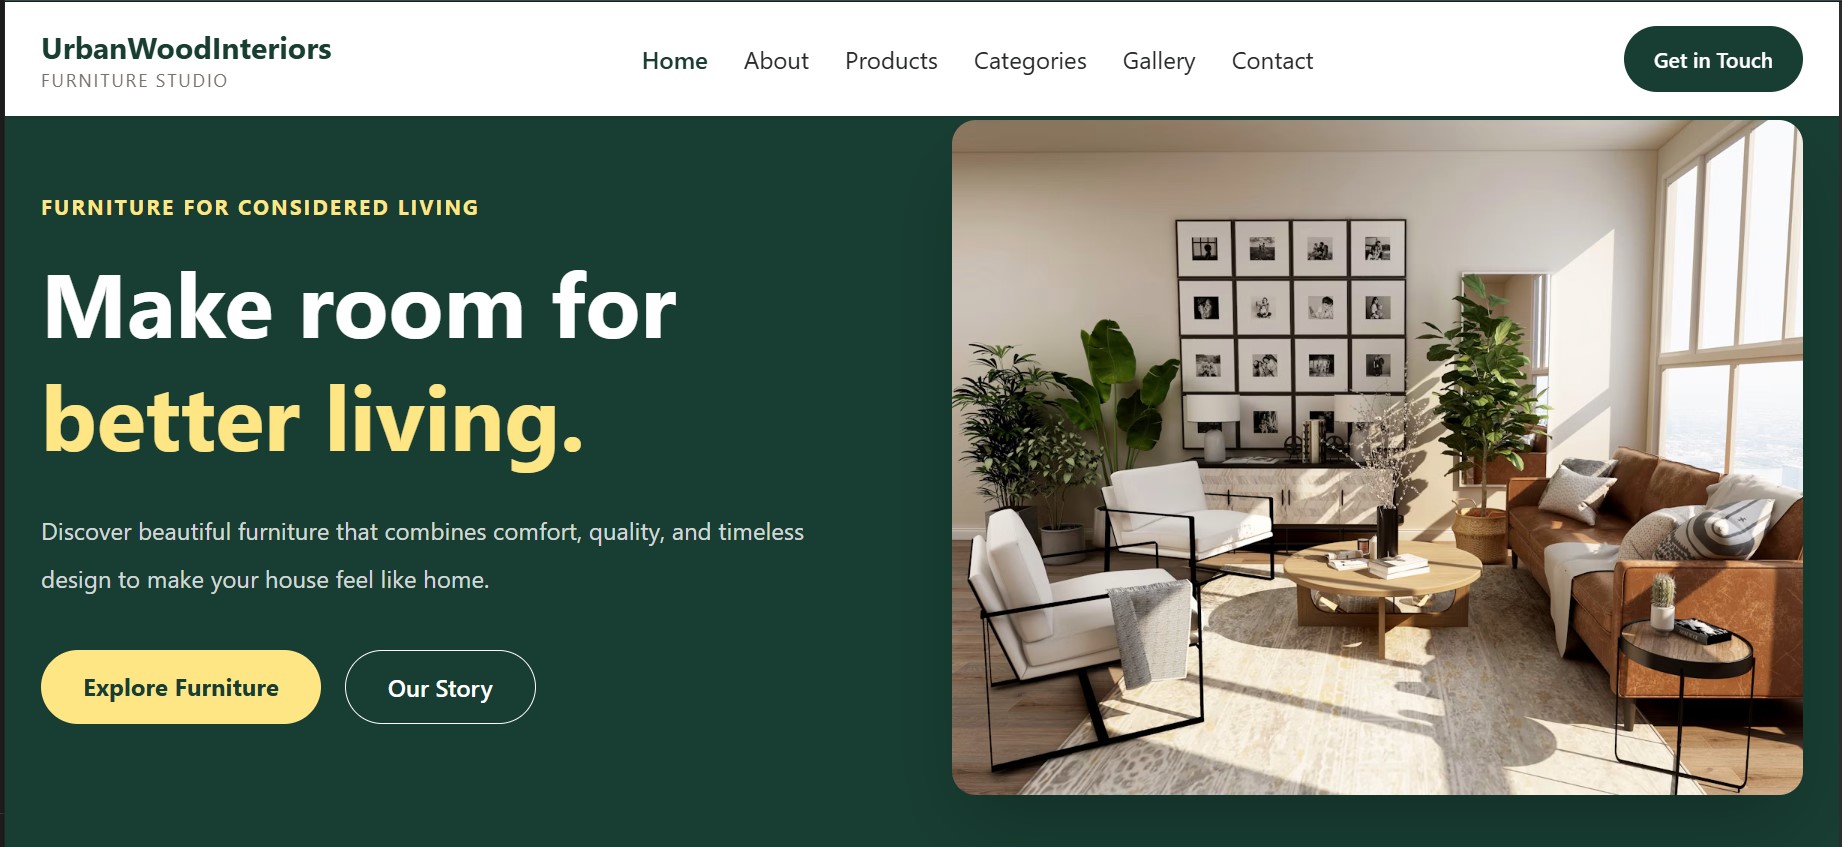 UrbanWoodInteriors
FURNITURE STUDIO
Home About Products Categories Gallery Contact
Get in Touch
FURNITURE FOR CONSIDERED LIVING
Make room for
better living.
Discover beautiful furniture that combines comfort, quality, and timeless
design to make your house feel like home.
Explore Furniture
Our Story